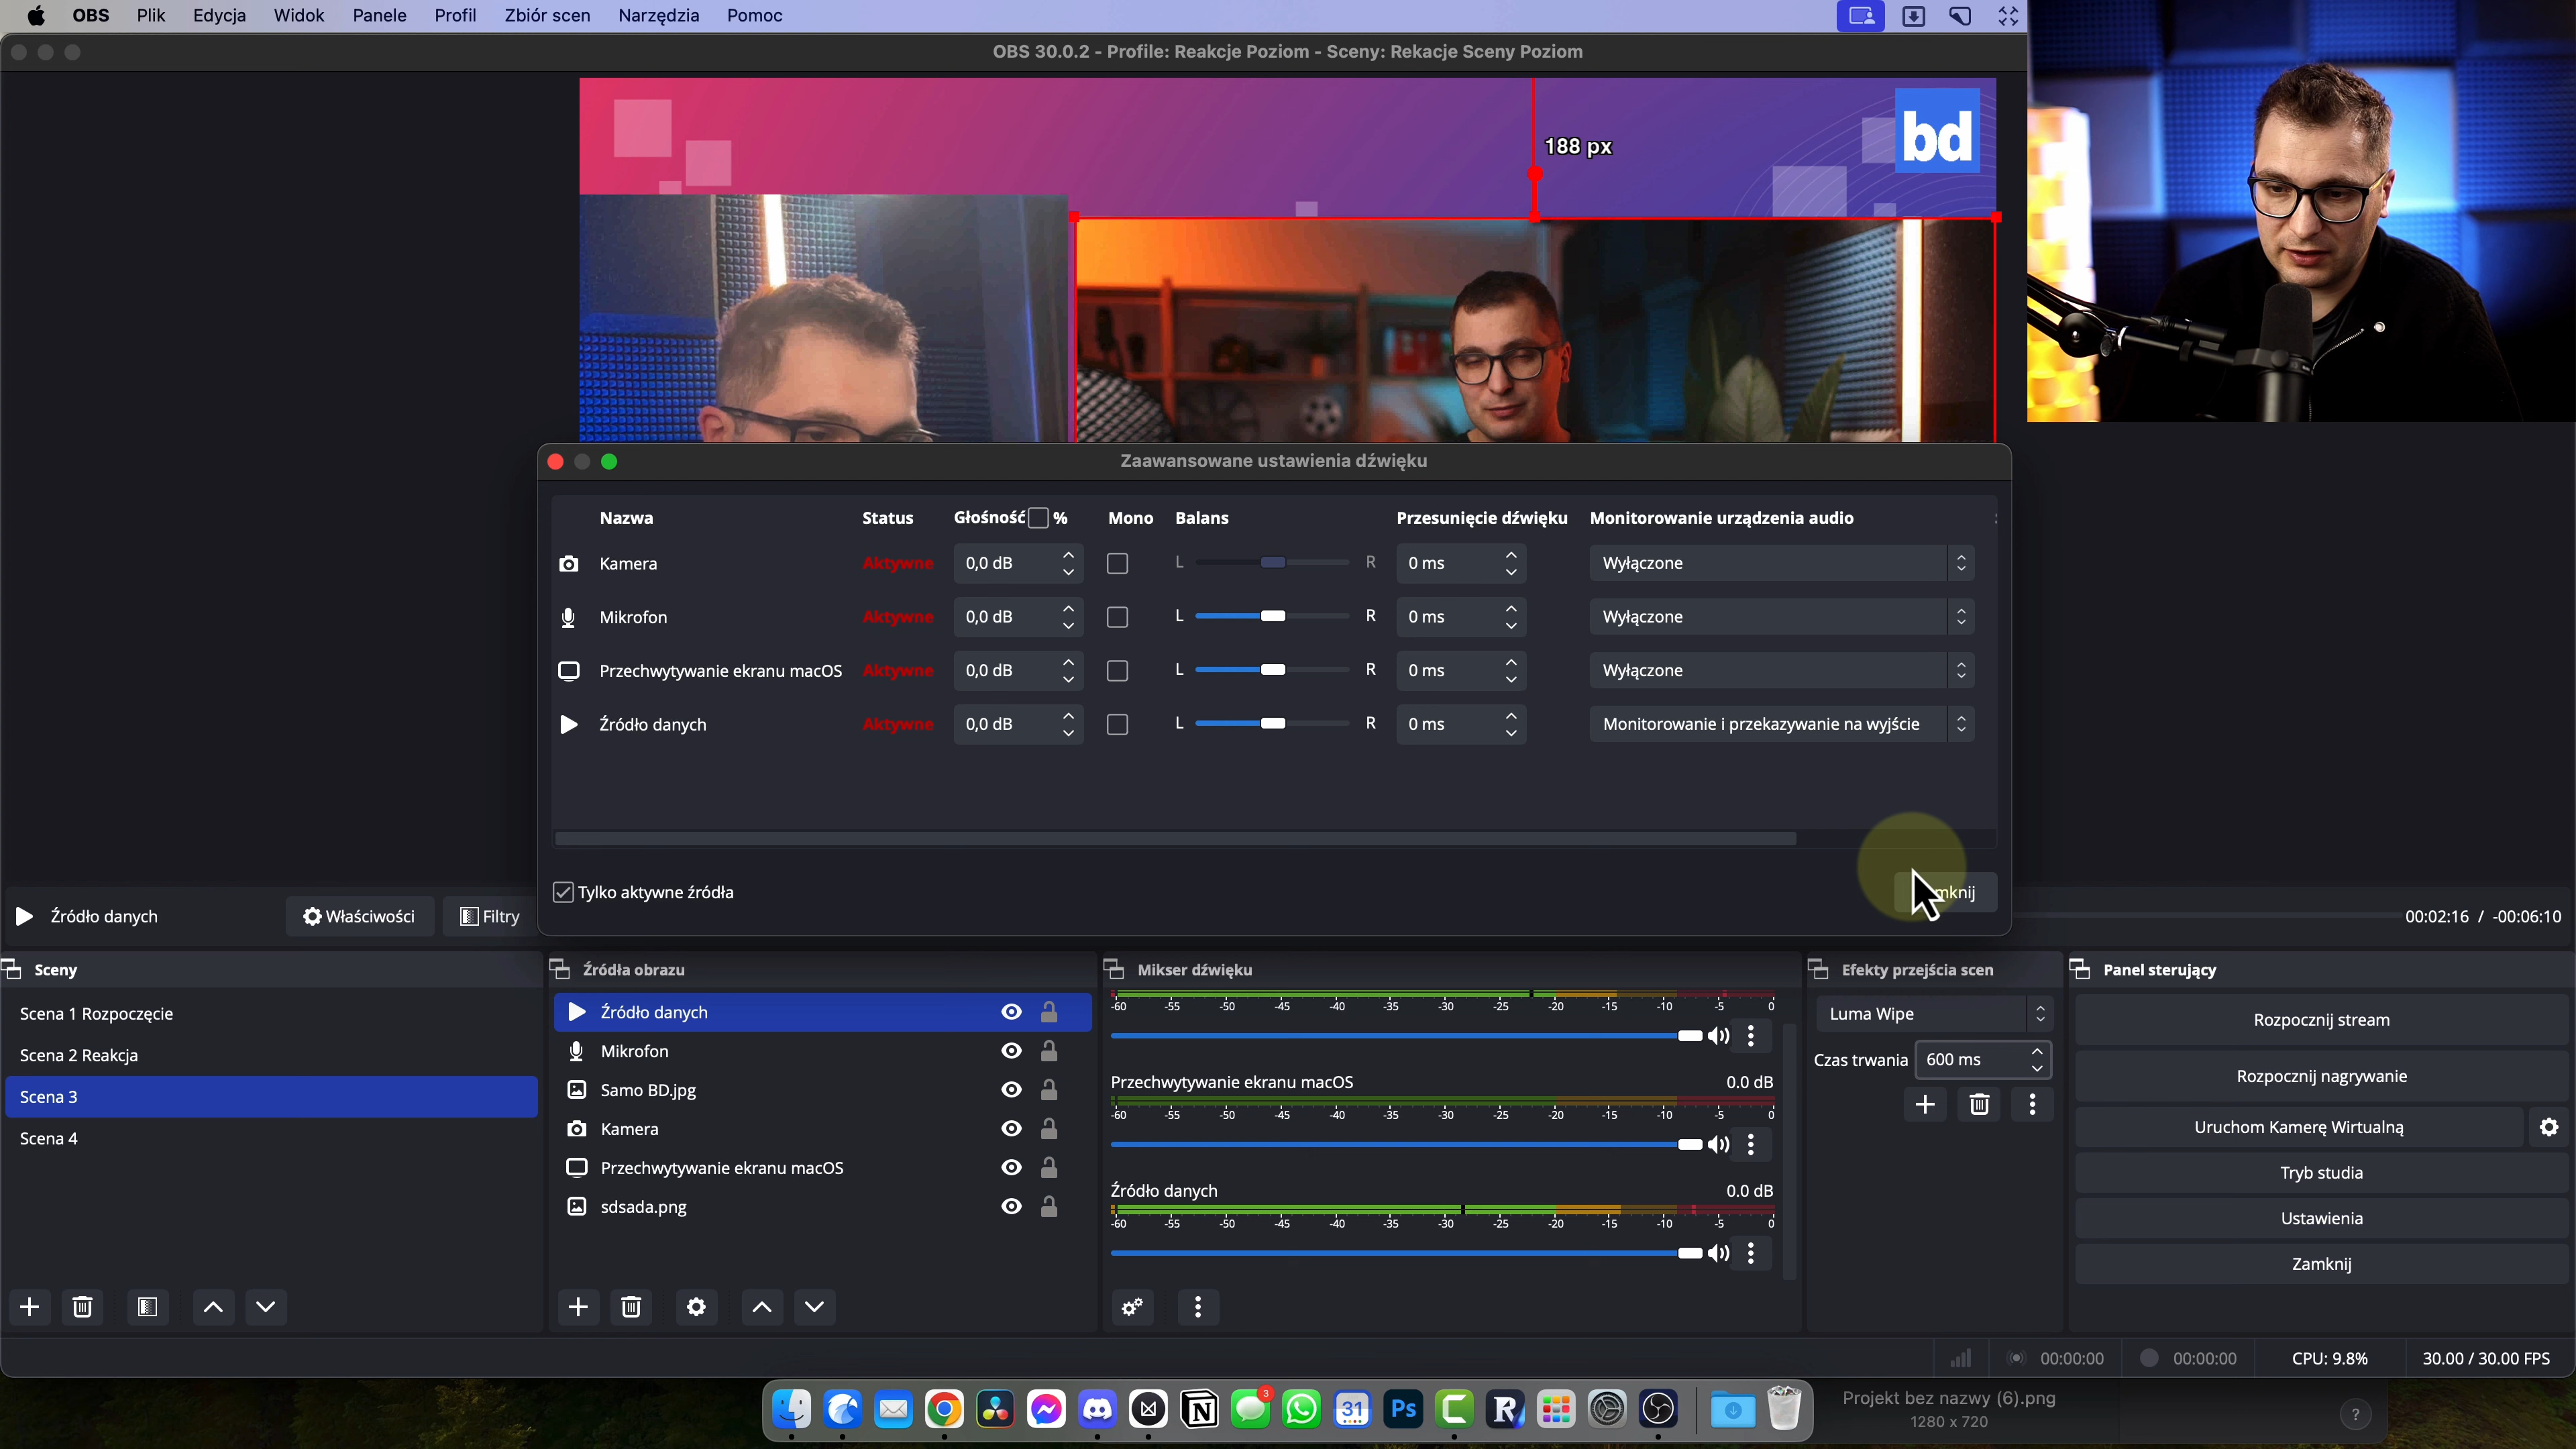 OBS Plik Edycja Widok Panele Profil Zbiór scen Narzędzia Pomoc
OBS 30.0.2 - Profile: Reakcje Poziom - Sceny: Rekacje Sceny Poziom
188 px
bd
Zaawansowane ustawienia dźwięku
Nazwa Status Głośność % Mono Balans Przesunięcie dźwięku Monitorowanie urządzenia audio
Kamera Aktywne 0,0 dB L R 0 ms Wyłączone
Mikrofon Aktywne 0,0 dB L R 0 ms Wyłączone
Przechwytywanie ekranu macOS Aktywne 0,0 dB L R 0 ms Wyłączone
Źródło danych Aktywne 0,0 dB L R 0 ms Monitorowanie i przekazywanie na wyjście
Tylko aktywne źródła
mknij
Źródło danych Właściwości Filtry 00:02:16 / -00:06:10
Sceny
Scena 1 Rozpoczęcie
Scena 2 Reakcja
Scena 3
Scena 4
Źródła obrazu
Źródło danych
Mikrofon
Samo BD.jpg
Kamera
Przechwytywanie ekranu macOS
sdsada.png
Mikser dźwięku
-60 -55 -50 -45 -40 -35 -30 -25 -20 -15 -10 -5 0
Przechwytywanie ekranu macOS 0.0 dB
-60 -55 -50 -45 -40 -35 -30 -25 -20 -15 -10 -5 0
Źródło danych 0.0 dB
-60 -55 -50 -45 -40 -35 -30 -25 -20 -15 -10 -5 0
Efekty przejścia scen
Luma Wipe
Czas trwania 600 ms
Panel sterujący
Rozpocznij stream
Rozpocznij nagrywanie
Uruchom Kamerę Wirtualną
Tryb studia
Ustawienia
Zamknij
00:00:00 00:00:00 CPU: 9.8% 30.00 / 30.00 FPS
3
N 31 Ps C R
Projekt bez nazwy (6).png
1280 x 720
?